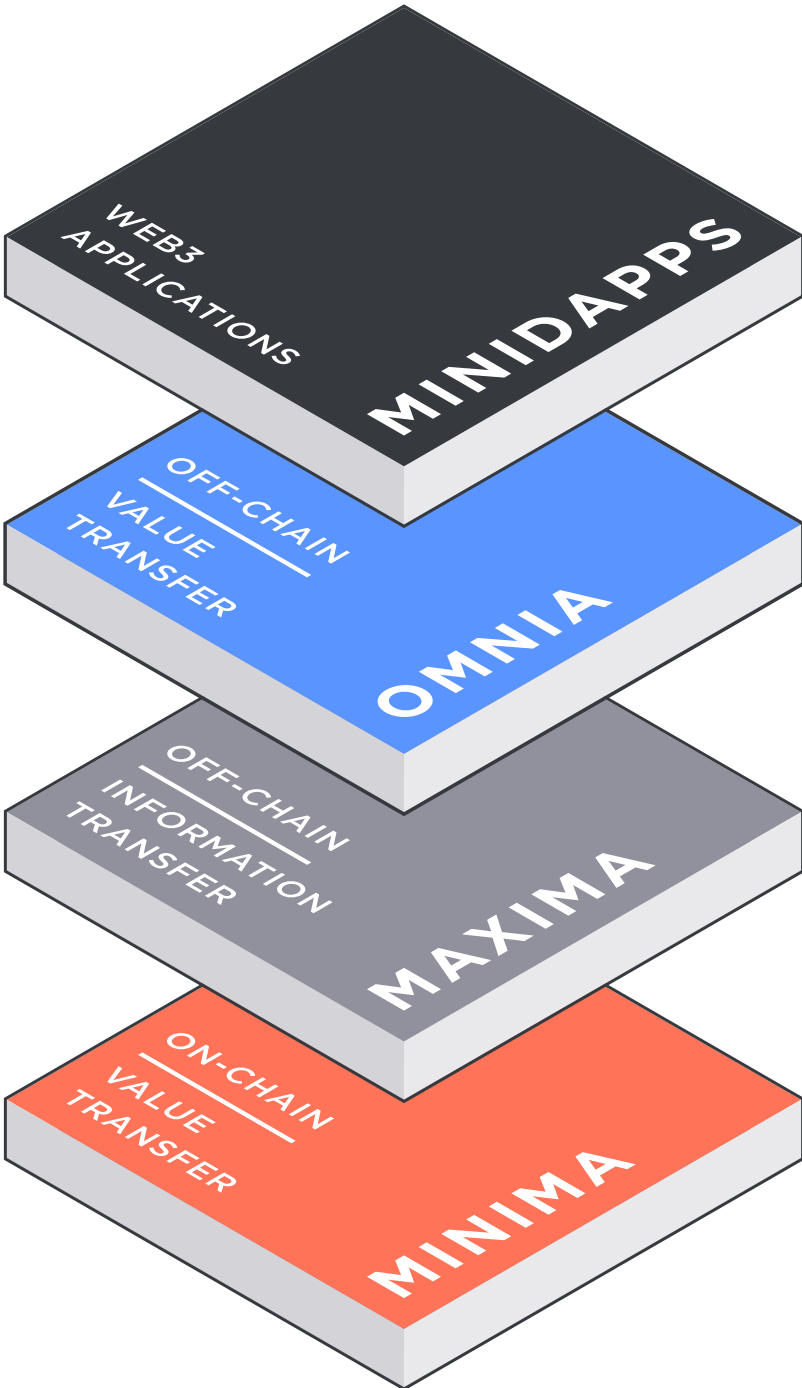 WEB3
APPLICATIONS
MINIDAPPS
OFF-CHAIN
VALUE
TRANSFER
OMNIA
OFF-CHAIN
INFORMATION
TRANSFER
MAXIMA
ON-CHAIN
VALUE
TRANSFER
MINIMA